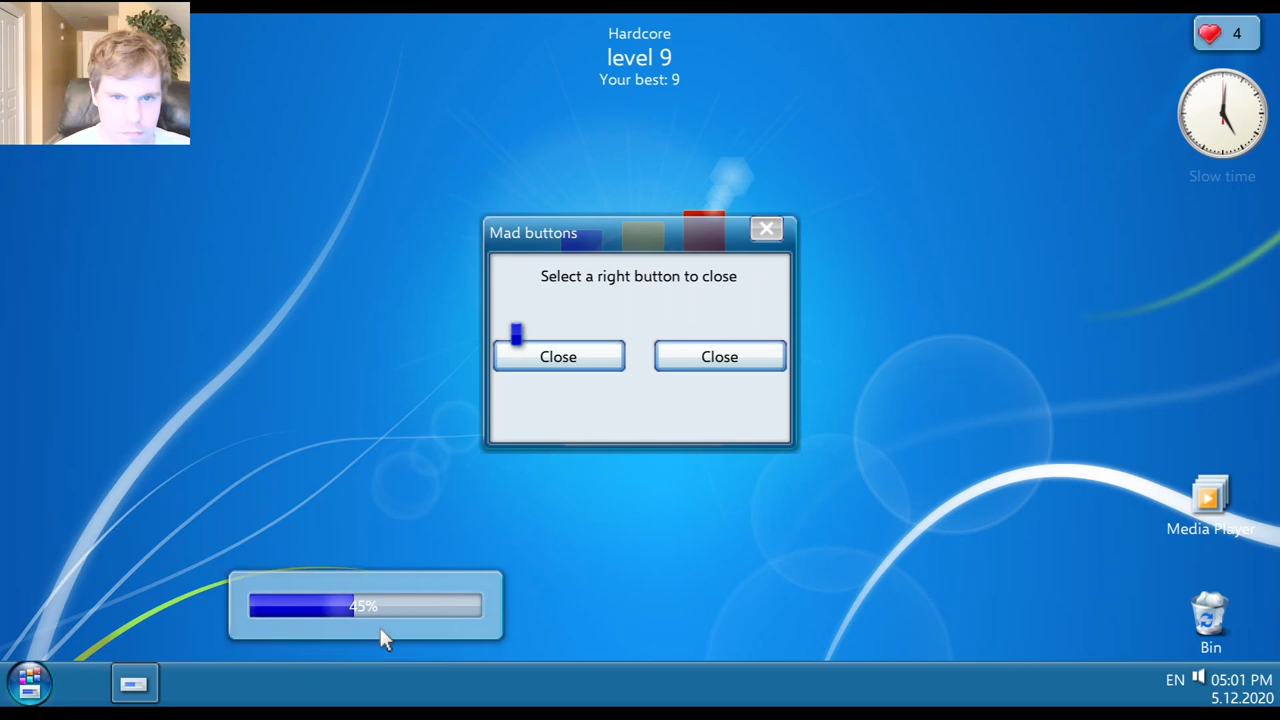 Hardcore
level 9
Your best: 9
4
Slow time
Mad buttons
Select a right button to close
Close
Close
Media Player
45%
Bin
EN 05:01 PM
5.12.2020